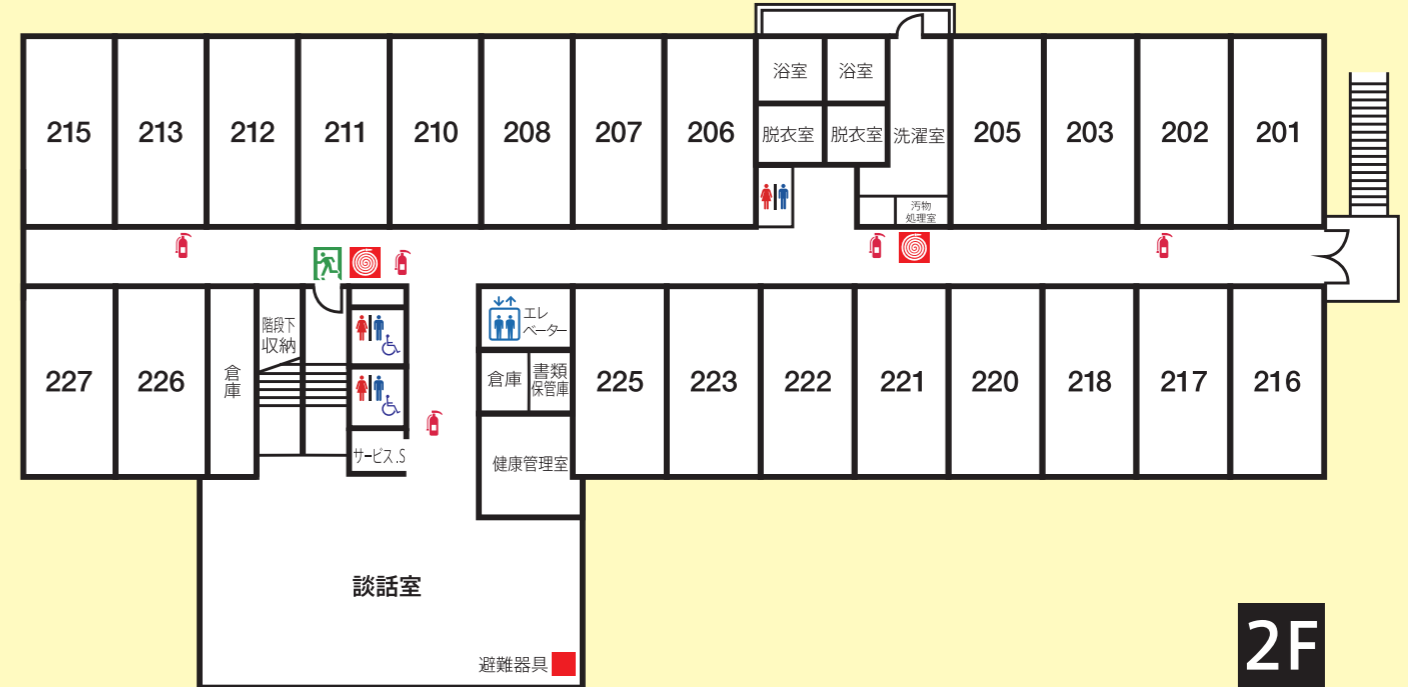 浴室
浴室
215
213
212
211
210
208
207
206
脱衣室
脱衣室
洗濯室
205
203
202
201
汚物
処理室
エレ
ベーター
階段下
収納
227
226
倉庫
倉庫
書類
保管庫
225
223
222
221
220
218
217
216
サービス.S
健康管理室
談話室
避難器具
2F